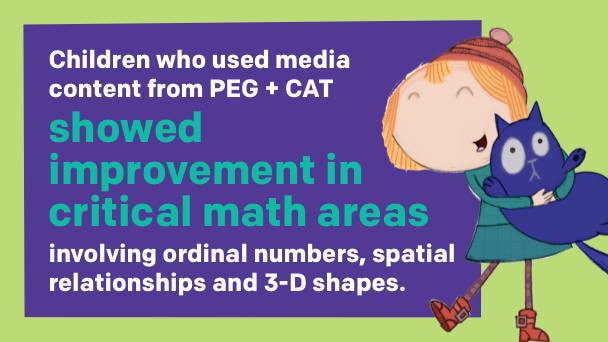 Children who used media
content from PEG + CAT
showed
improvement in
critical math areas
involving ordinal numbers, spatial
relationships and 3-D shapes.